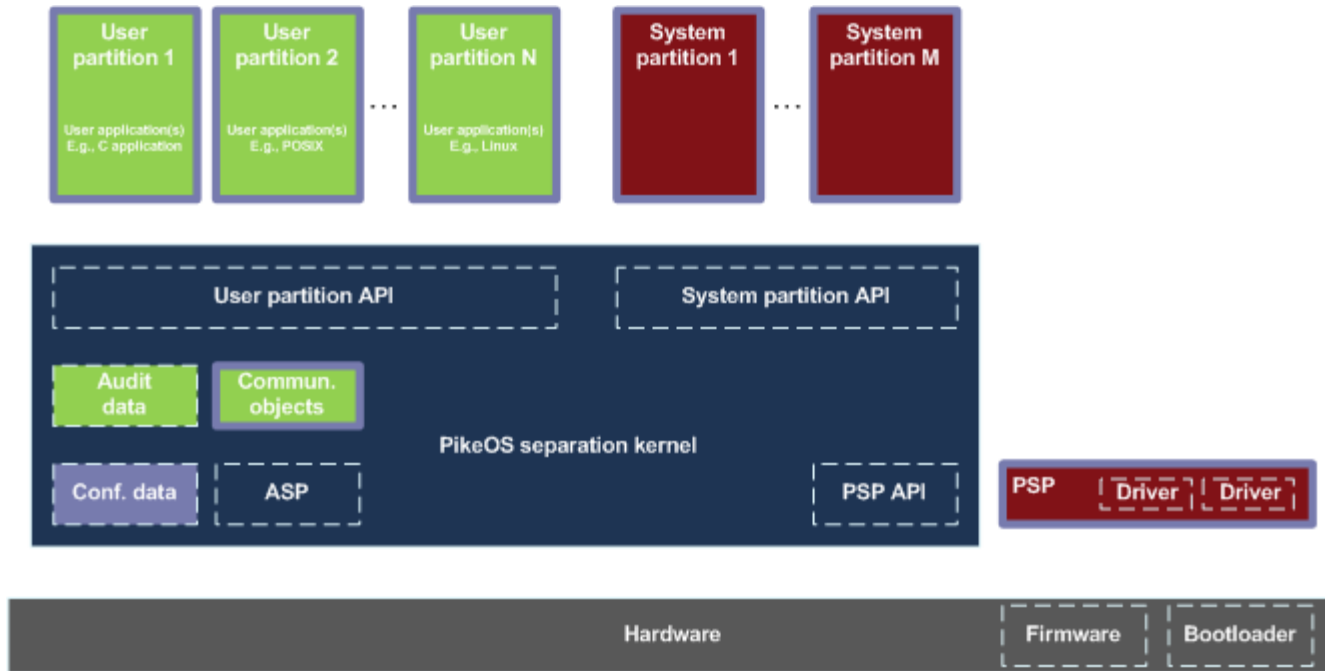 User
partition 1
User application(s)
E.g., C application
User
partition 2
User application(s)
E.g., POSIX
...
User
partition N
User application(s)
E.g., Linux
System
partition 1
...
System
partition M
User partition API
System partition API
Audit
data
Commun.
objects
PikeOS separation kernel
Conf. data
ASP
PSP API
PSP
Driver
Driver
Hardware
Firmware
Bootloader